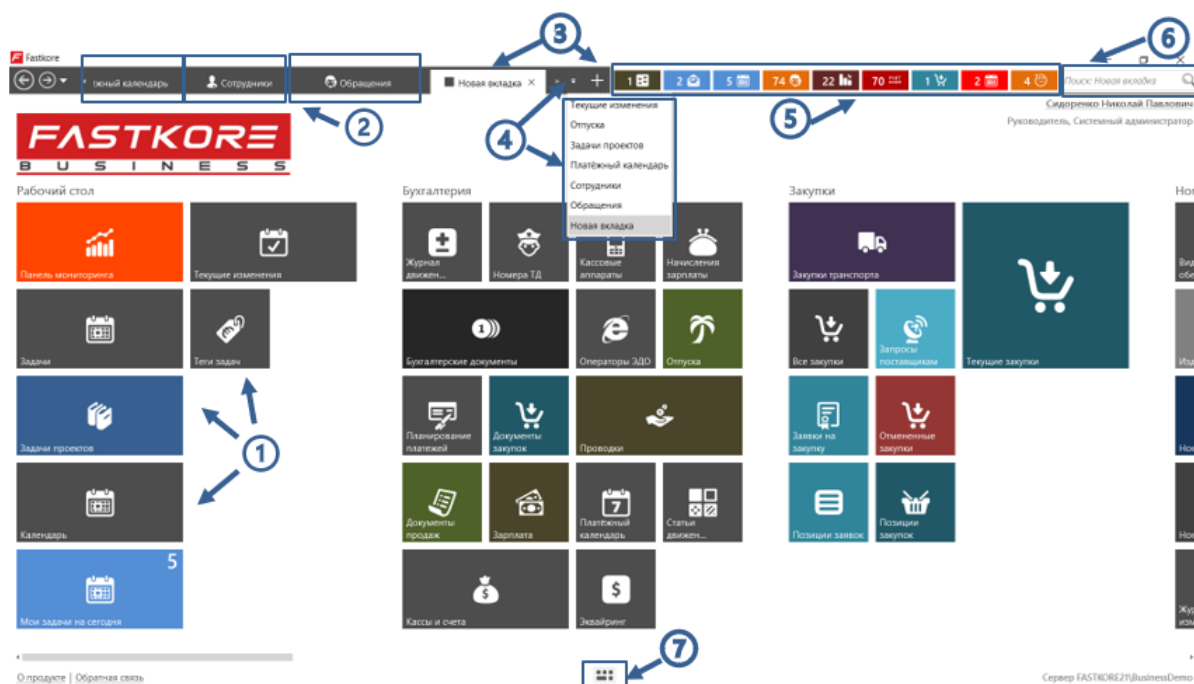 3
6
Fastkore
жный календарь
Сотрудники
Обращения
Новая вкладка
1
2
5
74
22
70
1
2
4
Поиск: Новая вкладка
2
4
5
Сидоренко Николай Павлович
Руководитель, Системный администратор
Текущие изменения
Отпуска
Задачи проектов
Платёжный календарь
Сотрудники
Обращения
Новая вкладка
FASTKORE
BUSINESS
Рабочий стол
Бухгалтерия
Закупки
Панель мониторинга
Текущие изменения
Журнал
движен...
Номера ТД
Кассовые
аппараты
Начисления
зарплаты
Закупки транспорта
Задачи
Теги задач
Бухгалтерские документы
Операторы ЭДО
Отпуска
Все закупки
Запросы
поставщикам
Текущие закупки
1
Задачи проектов
Планирование
платежей
Документы
закупок
Проводки
Заявки на
закупку
Отмененные
закупки
Календарь
Документы
продаж
Зарплата
7
Платёжный
календарь
Статьи
движен...
Позиции заявок
Позиции
закупок
5
Мои задачи на сегодня
Кассы и счета
Эквайринг
7
О продукте | Обратная связь
Сервер FASTKORE21\BusinessDemo